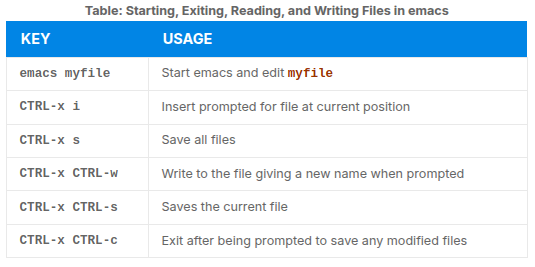 Table: Starting, Exiting, Reading, and Writing Files in emacs
KEY USAGE
emacs myfile Start emacs and edit myfile
CTRL-x i Insert prompted for file at current position
CTRL-x s Save all files
CTRL-x CTRL-w Write to the file giving a new name when prompted
CTRL-x CTRL-s Saves the current file
CTRL-x CTRL-c Exit after being prompted to save any modified files